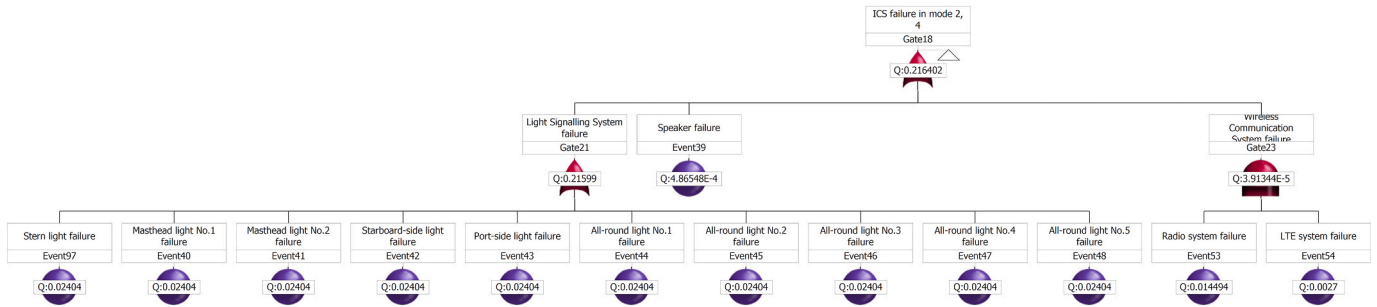 ICS failure in mode 2,
4
Gate18
Q:0.216402
Light Signalling System
failure
Gate21
Q:0.21599
Speaker failure
Event39
Q:4.86548E-4
Wireless
Communication
System failure
Gate23
Q:3.91344E-5
Stern light failure
Event97
Q:0.02404
Masthead light No.1
failure
Event40
Q:0.02404
Masthead light No.2
failure
Event41
Q:0.02404
Starboard-side light
failure
Event42
Q:0.02404
Port-side light failure
Event43
Q:0.02404
All-round light No.1
failure
Event44
Q:0.02404
All-round light No.2
failure
Event45
Q:0.02404
All-round light No.3
failure
Event46
Q:0.02404
All-round light No.4
failure
Event47
Q:0.02404
All-round light No.5
failure
Event48
Q:0.02404
Radio system failure
Event53
Q:0.014494
LTE system failure
Event54
Q:0.0027